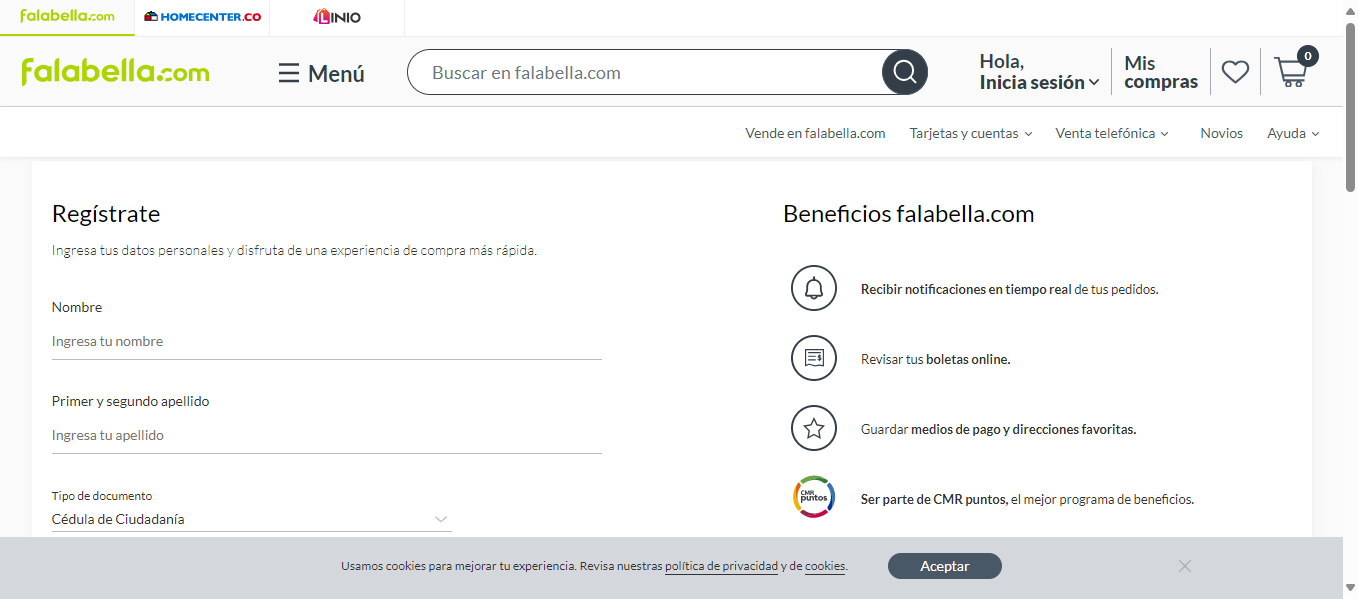 falabella.com
HOMECENTER.CO
LINIO
falabella.com
Menú
Buscar en falabella.com
Hola,
Inicia sesión
Mis
compras
0
Vende en falabella.com
Tarjetas y cuentas
Venta telefónica
Novios
Ayuda
Regístrate
Ingresa tus datos personales y disfruta de una experiencia de compra más rápida.
Nombre
Ingresa tu nombre
Primer y segundo apellido
Ingresa tu apellido
Tipo de documento
Cédula de Ciudadanía
Beneficios falabella.com
Recibir notificaciones en tiempo real de tus pedidos.
Revisar tus boletas online.
Guardar medios de pago y direcciones favoritas.
CMR
puntos
Ser parte de CMR puntos, el mejor programa de beneficios.
Usamos cookies para mejorar tu experiencia. Revisa nuestras política de privacidad y de cookies.
Aceptar